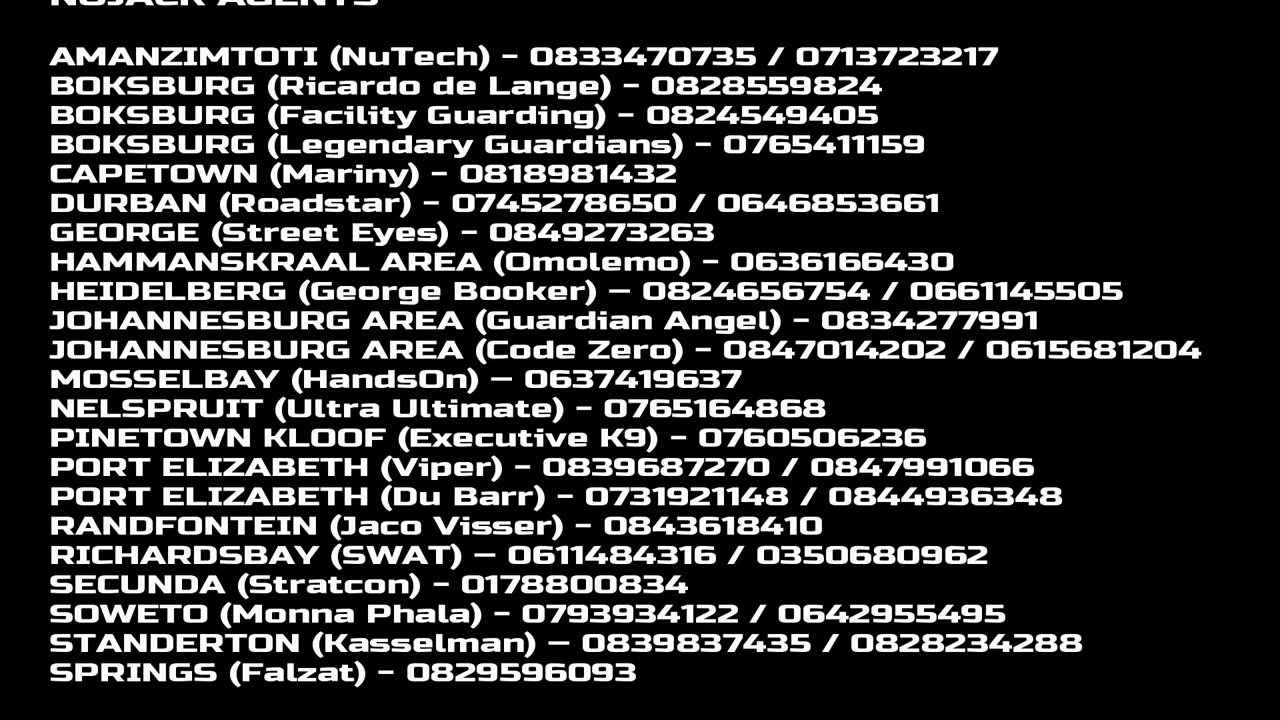 NUJACK AGENTS
AMANZIMTOTI (NuTech) – 0833470735 / 0713723217
BOKSBURG (Ricardo de Lange) – 0828559824
BOKSBURG (Facility Guarding) – 0824549405
BOKSBURG (Legendary Guardians) – 0765411159
CAPETOWN (Mariny) – 0818981432
DURBAN (Roadstar) – 0745278650 / 0646853661
GEORGE (Street Eyes) – 0849273263
HAMMANSKRAAL AREA (Omolemo) – 0636166430
HEIDELBERG (George Booker) – 0824656754 / 0661145505
JOHANNESBURG AREA (Guardian Angel) – 0834277991
JOHANNESBURG AREA (Code Zero) – 0847014202 / 0615681204
MOSSELBAY (HandsOn) – 0637419637
NELSPRUIT (Ultra Ultimate) – 0765164868
PINETOWN KLOOF (Executive K9) – 0760506236
PORT ELIZABETH (Viper) – 0839687270 / 0847991066
PORT ELIZABETH (Du Barr) – 0731921148 / 0844936348
RANDFONTEIN (Jaco Visser) – 0843618410
RICHARDSBAY (SWAT) – 0611484316 / 0350680962
SECUNDA (Stratcon) – 0178800834
SOWETO (Monna Phala) – 0793934122 / 0642955495
STANDERTON (Kasselman) – 0839837435 / 0828234288
SPRINGS (Falzat) – 0829596093